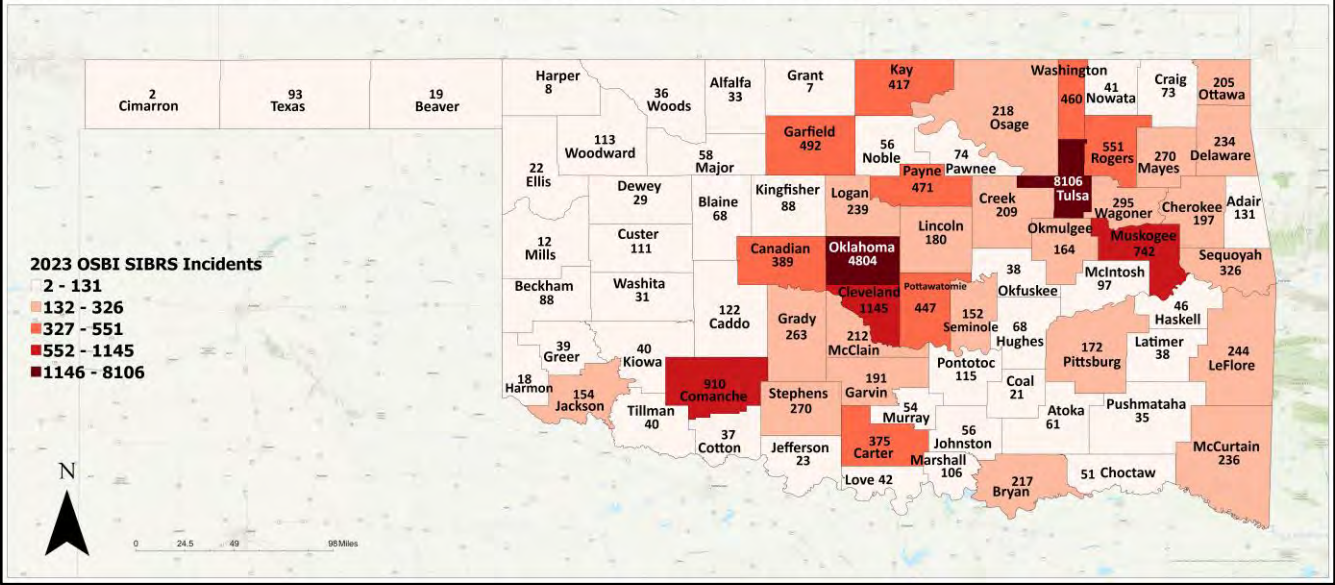 2
Cimarron
93
Texas
19
Beaver
Harper
8
36
Woods
Alfalfa
33
Grant
7
Kay
417
Washington
460
41
Nowata
Craig
73
205
Ottawa
218
Osage
113
Woodward
Garfield
492
58
Major
56
Noble
74
Pawnee
551
Rogers
270
Mayes
234
Delaware
22
Ellis
Dewey
29
Blaine
68
Kingfisher
88
Logan
239
Payne
471
Creek
209
8106
Tulsa
295
Wagoner
Cherokee
197
Adair
131
12
Mills
Custer
111
Canadian
389
Oklahoma
4804
Lincoln
180
Okmulgee
164
Muskogee
742
Sequoyah
326
2023 OSBI SIBRS Incidents
2 - 131
132 - 326
327 - 551
552 - 1145
1146 - 8106
Beckham
88
Washita
31
122
Caddo
Grady
263
Cleveland
1145
Pottawatomie
447
152
Seminole
38
Okfuskee
McIntosh
97
46
Haskell
39
Greer
40
Kiowa
212
McClain
68
Hughes
172
Pittsburg
Latimer
38
244
LeFlore
18
Harmon
154
Jackson
910
Comanche
Stephens
270
191
Garvin
Pontotoc
115
Coal
21
Tillman
40
37
Cotton
Jefferson
23
54
Murray
375
Carter
56
Johnston
Atoka
61
Pushmataha
35
McCurtain
236
Love 42
Marshall
106
217
Bryan
51 Choctaw
N
0 24.5 49 98 Miles